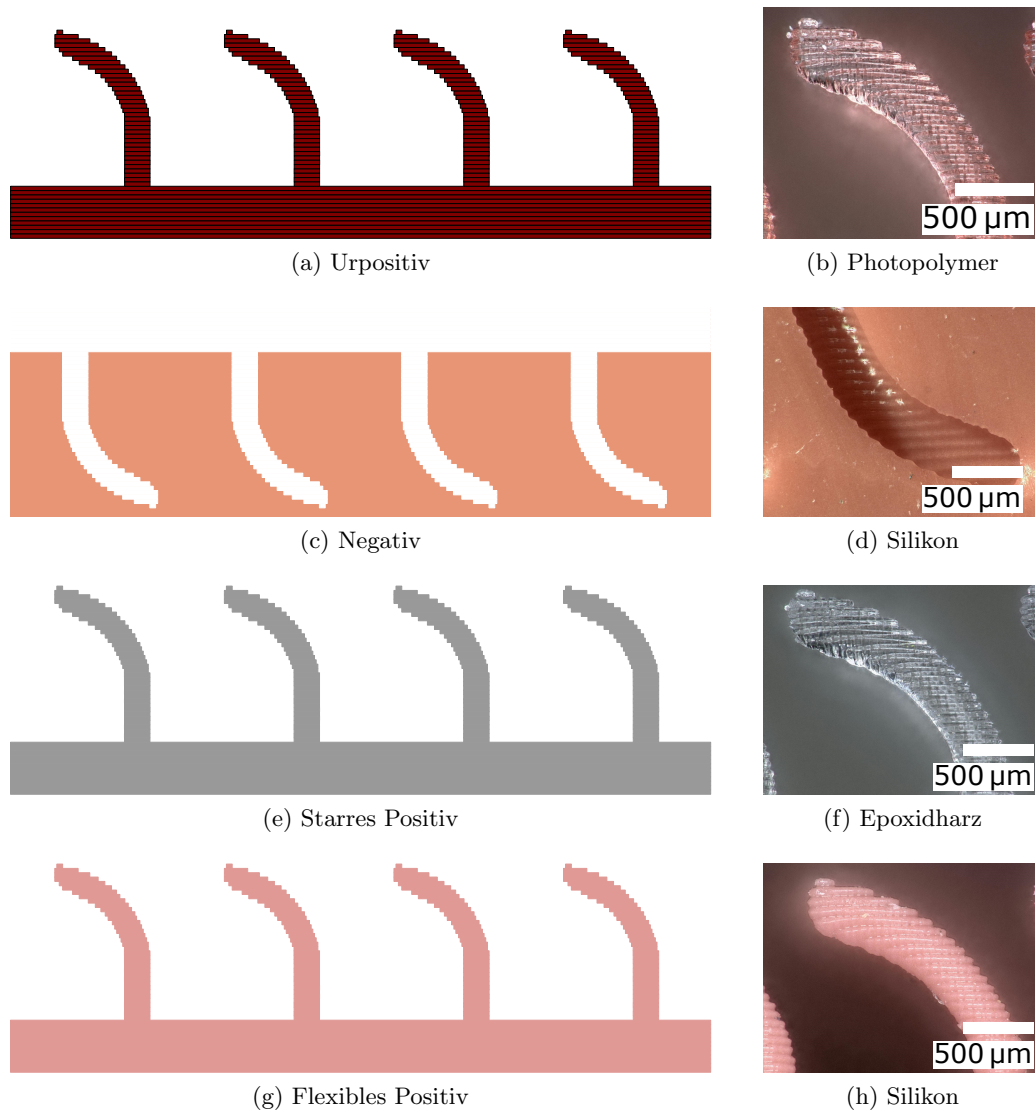 500 µm
(a) Urpositiv
(b) Photopolymer
500 µm
(c) Negativ
(d) Silikon
500 µm
(e) Starres Positiv
(f) Epoxidharz
500 µm
(g) Flexibles Positiv
(h) Silikon